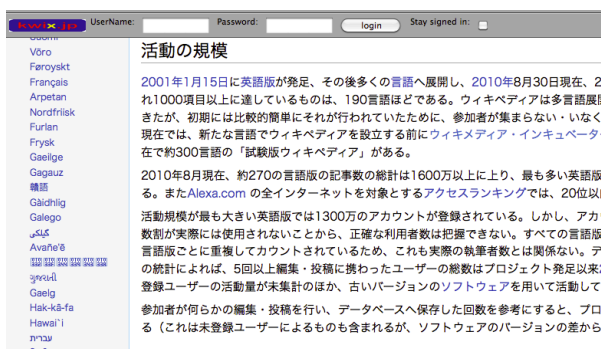 kwix jp UserName: Password: login Stay signed in:
Võro
Føroyskt
Français
Arpetan
Nordfriisk
Furlan
Frysk
Gaeilge
Gagauz
贛語
Gàidhlig
Galego
گیلکی
Avañe'ẽ
ગુજરાતી
Gaelg
Hak-kâ-fa
Hawai`i
עברית
活動の規模
2001年1月15日に英語版が発足、その後多くの言語へ展開し、2010年8月30日現在、2
れ1000項目以上に達しているものは、190言語ほどである。ウィキペディアは多言語展開
きたが、初期には比較的簡単にそれが行われていたために、参加者が集まらない・いなく
現在では、新たな言語でウィキペディアを設立する前にウィキメディア・インキュベータ
在で約300言語の「試験版ウィキペディア」がある。
2010年8月現在、約270の言語版の記事数の総計は1600万以上に上り、最も多い英語版
る。またAlexa.com の全インターネットを対象とするアクセスランキングでは、20位以
活動規模が最も大きい英語版では1300万のアカウントが登録されている。しかし、アカ
数割が実際には使用されないことから、正確な利用者数は把握できない。すべての言語版
言語版ごとに重複してカウントされているため、これも実際の執筆者数とは関係ない。デ
の統計によれば、5回以上編集・投稿に携わったユーザーの総数はプロジェクト発足以来
登録ユーザーの活動量が未集計のほか、古いバージョンのソフトウェアを用いて活動して
参加者が何らかの編集・投稿を行い、データベースへ保存した回数を参考にすると、プロ
る（これは未登録ユーザーによるものも含まれるが、ソフトウェアのバージョンの差から